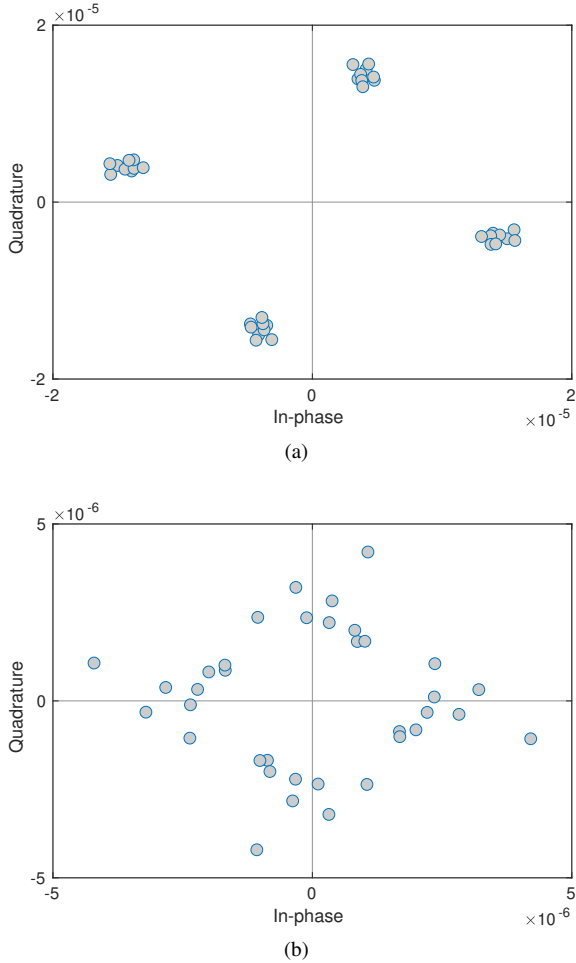 ×10⁻⁵
2
Quadrature
0
-2
-2 0 2
In-phase
×10⁻⁵
(a)
×10⁻⁶
5
Quadrature
0
-5
-5 0 5
In-phase
×10⁻⁶
(b)